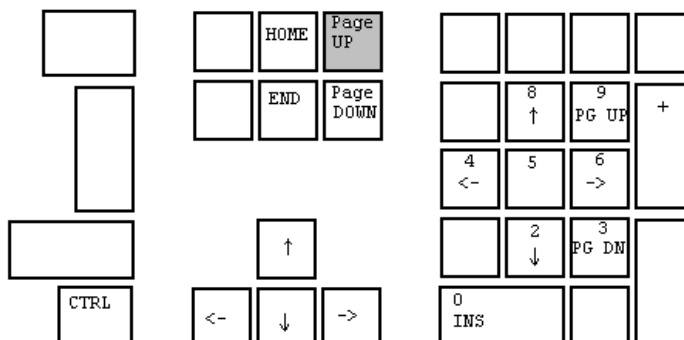 HOME
Page
UP
END
Page
DOWN
8
↑
9
PG UP
+
4
<-
5
6
->
↑
2
↓
3
PG DN
CTRL
<-
↓
->
0
INS